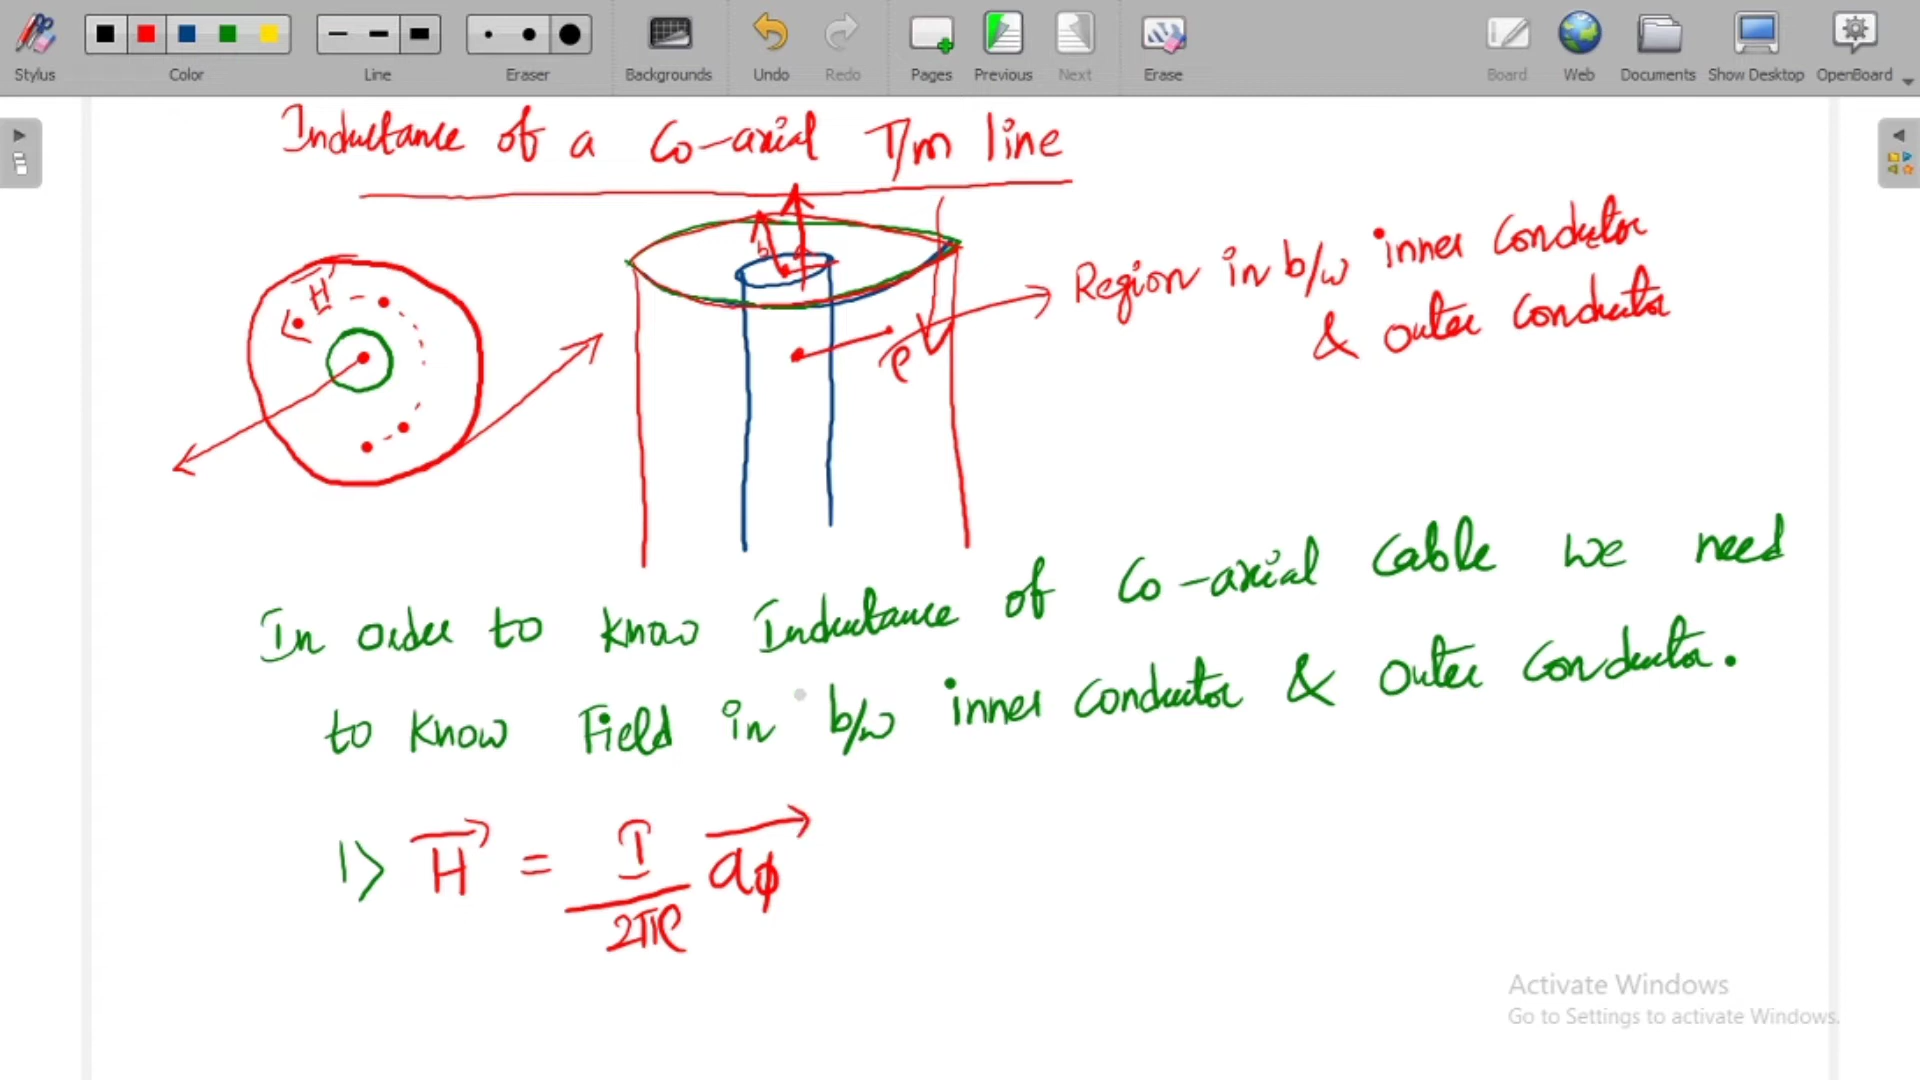 Stylus Color Line Eraser Backgrounds Undo Redo Pages Previous Next Erase Board Web Documents Show Desktop OpenBoard
Inductance of a Co-axial T/m line
Region in b/w inner conductor
& outer conductor
H
b
ρ
In order to know Inductance of Co-axial Cable we need
to know Field in b/w inner conductor & outer conductor.
1> H = I/2πρ aϕ
Activate Windows
Go to Settings to activate Windows.